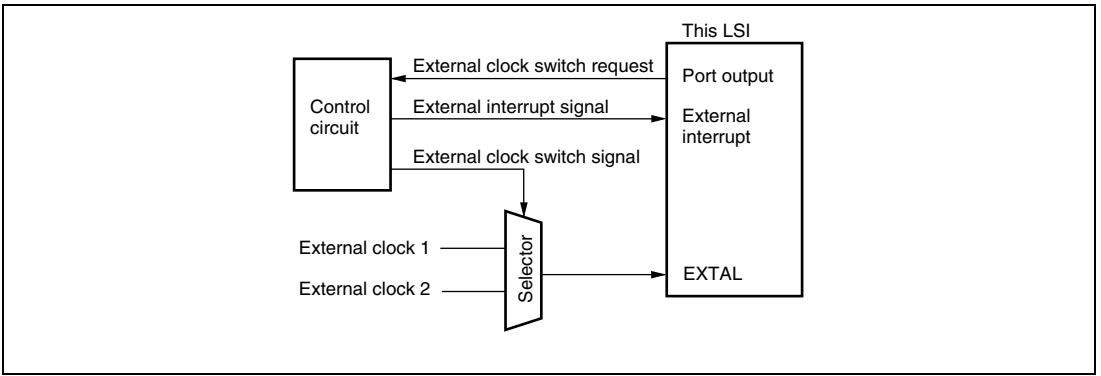 This LSI
External clock switch request
Port output
Control
circuit
External interrupt signal
External
interrupt
External clock switch signal
External clock 1
External clock 2
Selector
EXTAL